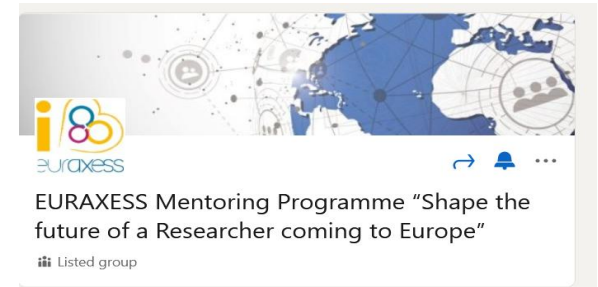 euraxess
EURAXESS Mentoring Programme “Shape the
future of a Researcher coming to Europe”
Listed group